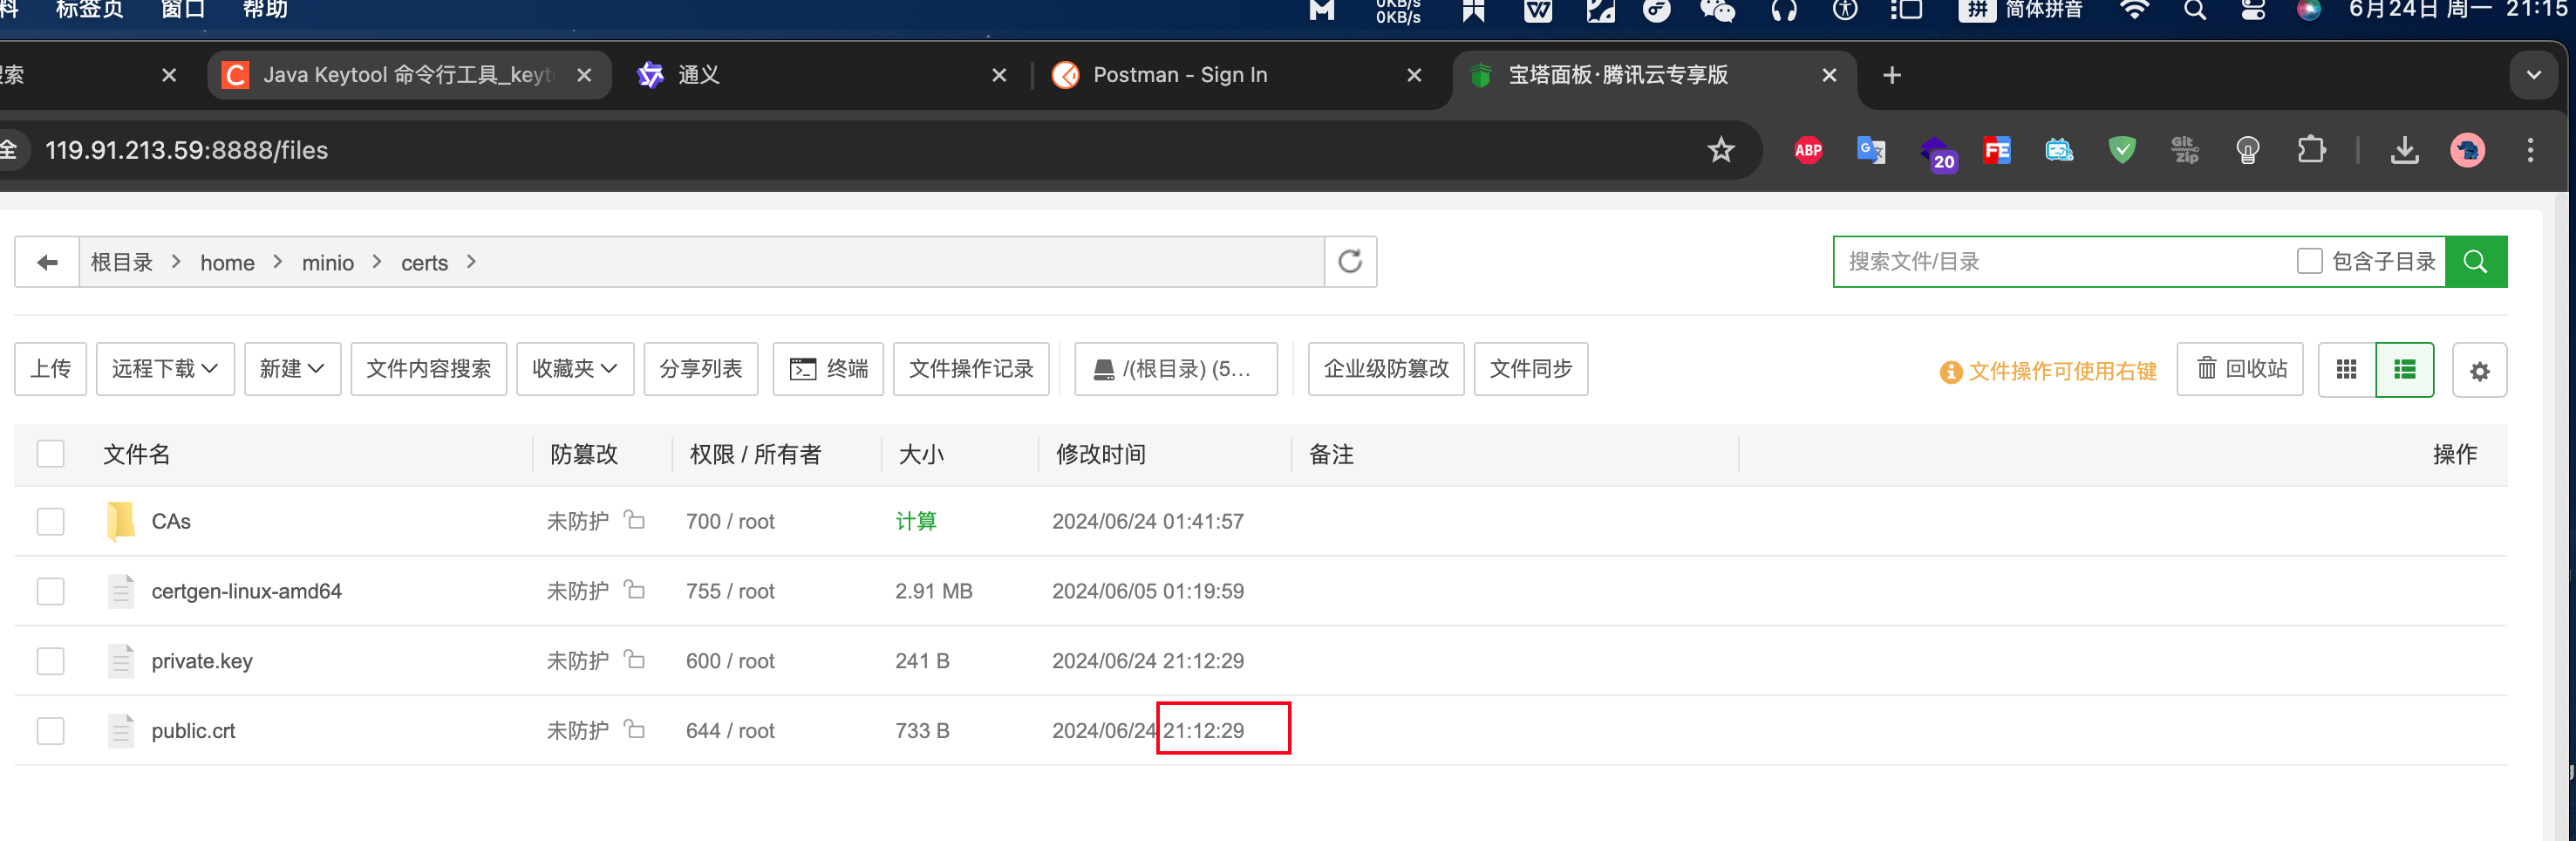 料 标签页 窗口 帮助 0KB/s 0KB/s 拼 简体拼音 6月24日 周一 21:15
搜索 Java Keytool 命令行工具_keyt 通义 Postman - Sign In 宝塔面板·腾讯云专享版
全 119.91.213.59:8888/files ABP G 文 20 FE Git Zip
根目录 home minio certs 搜索文件/目录 包含子目录
上传 远程下载 新建 文件内容搜索 收藏夹 分享列表 终端 文件操作记录 /(根目录) (5... 企业级防篡改 文件同步 文件操作可使用右键 回收站
文件名 防篡改 权限 / 所有者 大小 修改时间 备注 操作
CAs 未防护 700 / root 计算 2024/06/24 01:41:57
certgen-linux-amd64 未防护 755 / root 2.91 MB 2024/06/05 01:19:59
private.key 未防护 600 / root 241 B 2024/06/24 21:12:29
public.crt 未防护 644 / root 733 B 2024/06/24 21:12:29